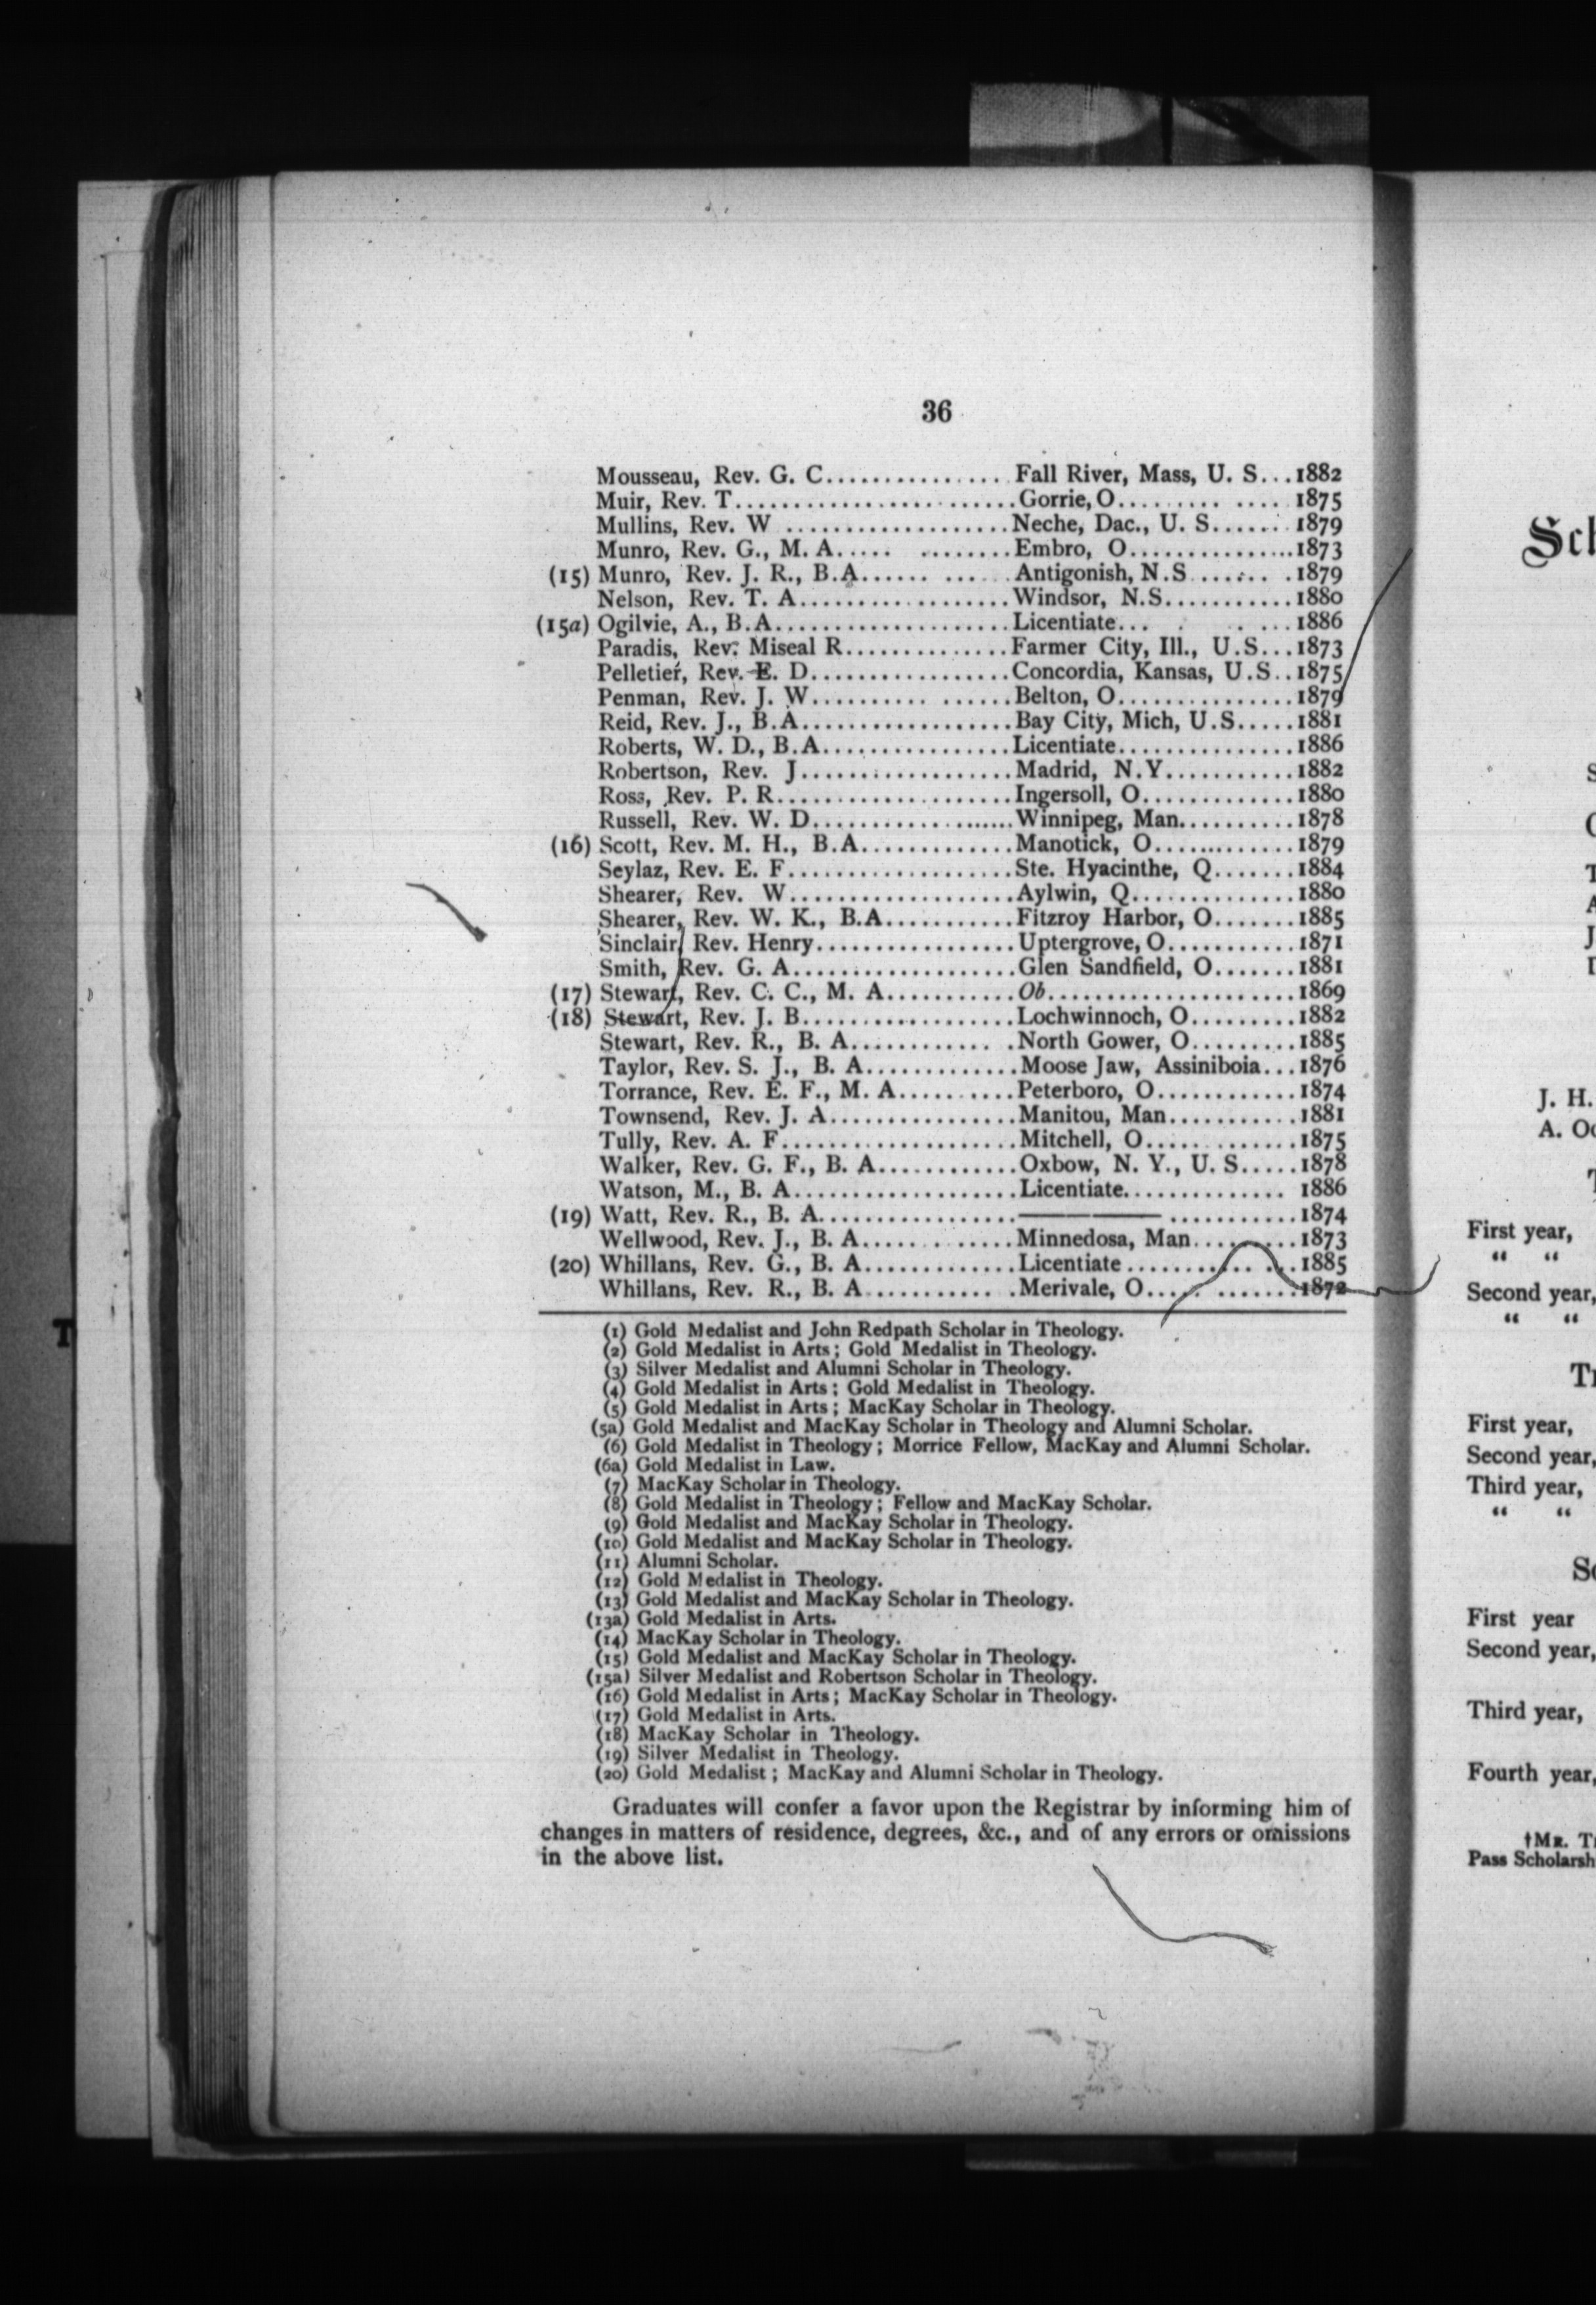 36
Mousseau, Rev. G. C................Fall River, Mass, U. S...1882
Muir, Rev. T........................Gorrie, O............1875
Mullins, Rev. W ...................Neche, Dac., U. S......1879
Munro, Rev. G., M. A.............Embro, O...............1873
(15) Munro, Rev. J. R., B.A...........Antigonish, N.S.......1879
Nelson, Rev. T. A..................Windsor, N.S...........1880
(15a) Ogilvie, A., B.A....................Licentiate.......1886
Paradis, Rev. Miseal R..............Farmer City, Ill., U.S...1873
Pelletier, Rev. E. D.................Concordia, Kansas, U.S..1875
Penman, Rev. J. W................Belton, O...............1879
Reid, Rev. J., B.A..................Bay City, Mich, U.S.....1881
Roberts, W. D., B.A................Licentiate...............1886
Robertson, Rev. J..................Madrid, N.Y...........1882
Ross, Rev. P. R....................Ingersoll, O.............1880
Russell, Rev. W. D..................Winnipeg, Man..........1878
(16) Scott, Rev. M. H., B.A.............Manotick, O............1879
Seylaz, Rev. E. F...................Ste. Hyacinthe, Q.......1884
Shearer, Rev. W...................Aylwin, Q..............1880
Shearer, Rev. W. K., B.A...........Fitzroy Harbor, O.......1885
Sinclair, Rev. Henry.................Uptergrove, O...........1871
Smith, Rev. G. A...................Glen Sandfield, O.......1881
(17) Stewart, Rev. C. C., M. A...........Ob.....................1869
(18) Stewart, Rev. J. B..................Lochwinnoch, O.........1882
Stewart, Rev. R., B. A..............North Gower, O.........1885
Taylor, Rev. S. J., B. A.............Moose Jaw, Assiniboia...1876
Torrance, Rev. E. F., M. A..........Peterboro, O............1874
Townsend, Rev. J. A................Manitou, Man...........1881
Tully, Rev. A. F....................Mitchell, O.............1875
Walker, Rev. G. F., B. A............Oxbow, N. Y., U. S.....1878
Watson, M., B. A...................Licentiate.............. 1886
(19) Watt, Rev. R., B. A.................———— ...........1874
Wellwood, Rev. J., B. A.............Minnedosa, Man.........1873
(20) Whillans, Rev. G., B. A.............Licentiate ..............1885
Whillans, Rev. R., B. A............Merivale, O.............1872
(1) Gold Medalist and John Redpath Scholar in Theology.
(2) Gold Medalist in Arts; Gold Medalist in Theology.
(3) Silver Medalist and Alumni Scholar in Theology.
(4) Gold Medalist in Arts; Gold Medalist in Theology.
(5) Gold Medalist in Arts; MacKay Scholar in Theology.
(5a) Gold Medalist and MacKay Scholar in Theology and Alumni Scholar.
(6) Gold Medalist in Theology; Morrice Fellow, MacKay and Alumni Scholar.
(6a) Gold Medalist in Law.
(7) MacKay Scholar in Theology.
(8) Gold Medalist in Theology; Fellow and MacKay Scholar.
(9) Gold Medalist and MacKay Scholar in Theology.
(10) Gold Medalist and MacKay Scholar in Theology.
(11) Alumni Scholar.
(12) Gold Medalist in Theology.
(13) Gold Medalist and MacKay Scholar in Theology.
(13a) Gold Medalist in Arts.
(14) MacKay Scholar in Theology.
(15) Gold Medalist and MacKay Scholar in Theology.
(15a) Silver Medalist and Robertson Scholar in Theology.
(16) Gold Medalist in Arts; MacKay Scholar in Theology.
(17) Gold Medalist in Arts.
(18) MacKay Scholar in Theology.
(19) Silver Medalist in Theology.
(20) Gold Medalist; MacKay and Alumni Scholar in Theology.
Graduates will confer a favor upon the Registrar by informing him of
changes in matters of residence, degrees, &c., and of any errors or omissions
in the above list.
J. H.
First year,
“ “
Second year,
“ “
First year,
Second year,
Third year,
“ “
First year
Second year,
Third year,
Fourth year,
†MR.
Pass